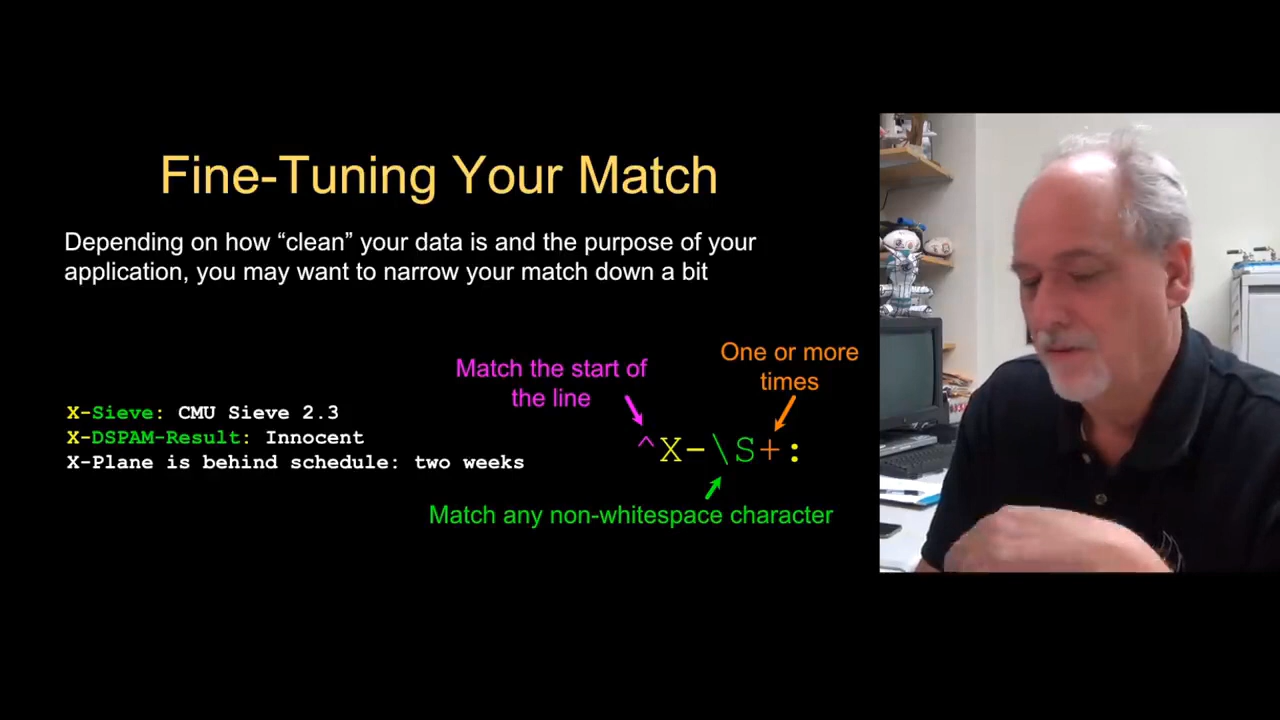 Fine-Tuning Your Match
Depending on how “clean” your data is and the purpose of your
application, you may want to narrow your match down a bit
Match the start of
the line
One or more
times
X-Sieve: CMU Sieve 2.3
X-DSPAM-Result: Innocent
X-Plane is behind schedule: two weeks
^X-\S+:
Match any non-whitespace character